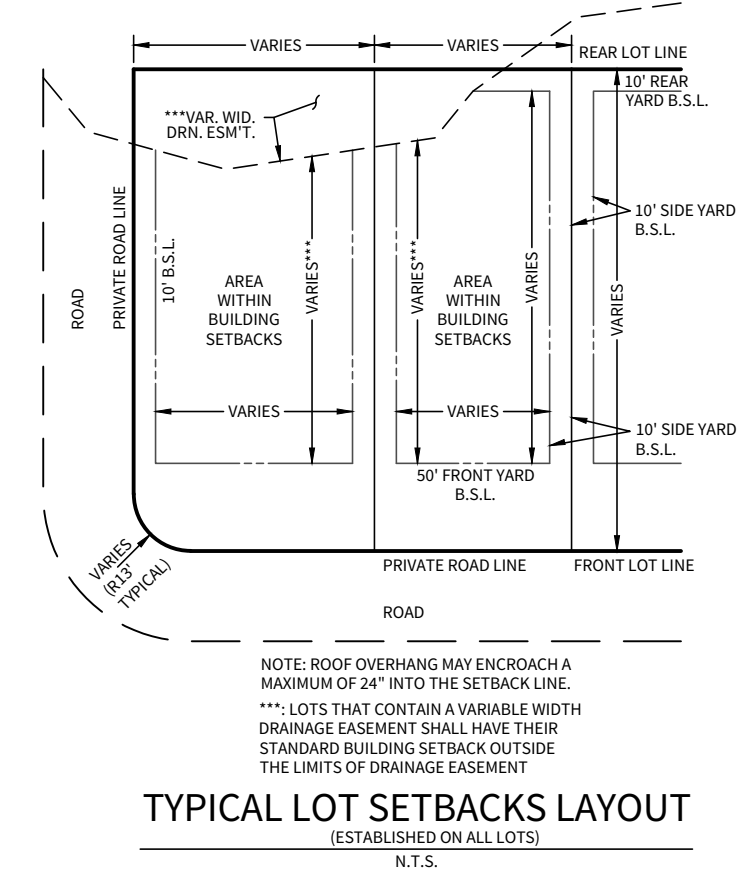 VARIES
VARIES
REAR LOT LINE
10' REAR
YARD B.S.L.
***VAR. WID.
DRN. ESM'T.
10' SIDE YARD
B.S.L.
ROAD
PRIVATE ROAD LINE
10' B.S.L.
AREA
WITHIN
BUILDING
SETBACKS
VARIES***
VARIES***
AREA
WITHIN
BUILDING
SETBACKS
VARIES
VARIES
VARIES
VARIES
10' SIDE YARD
B.S.L.
50' FRONT YARD
B.S.L.
VARIES
(R13'
TYPICAL)
PRIVATE ROAD LINE
FRONT LOT LINE
ROAD
NOTE: ROOF OVERHANG MAY ENCROACH A
MAXIMUM OF 24" INTO THE SETBACK LINE.
***: LOTS THAT CONTAIN A VARIABLE WIDTH
DRAINAGE EASEMENT SHALL HAVE THEIR
STANDARD BUILDING SETBACK OUTSIDE
THE LIMITS OF DRAINAGE EASEMENT
TYPICAL LOT SETBACKS LAYOUT
(ESTABLISHED ON ALL LOTS)
N.T.S.